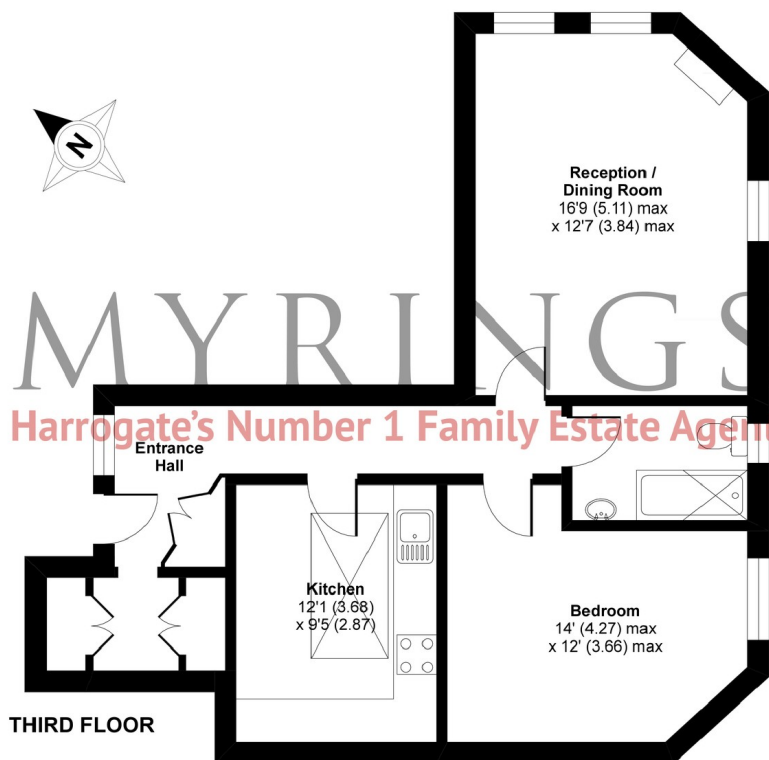 N
Reception /
Dining Room
16'9 (5.11) max
x 12'7 (3.84) max
MYRINGS
Harrogate's Number 1 Family Estate Agent
Entrance
Hall
Kitchen
12'1 (3.68)
x 9'5 (2.87)
Bedroom
14' (4.27) max
x 12' (3.66) max
THIRD FLOOR